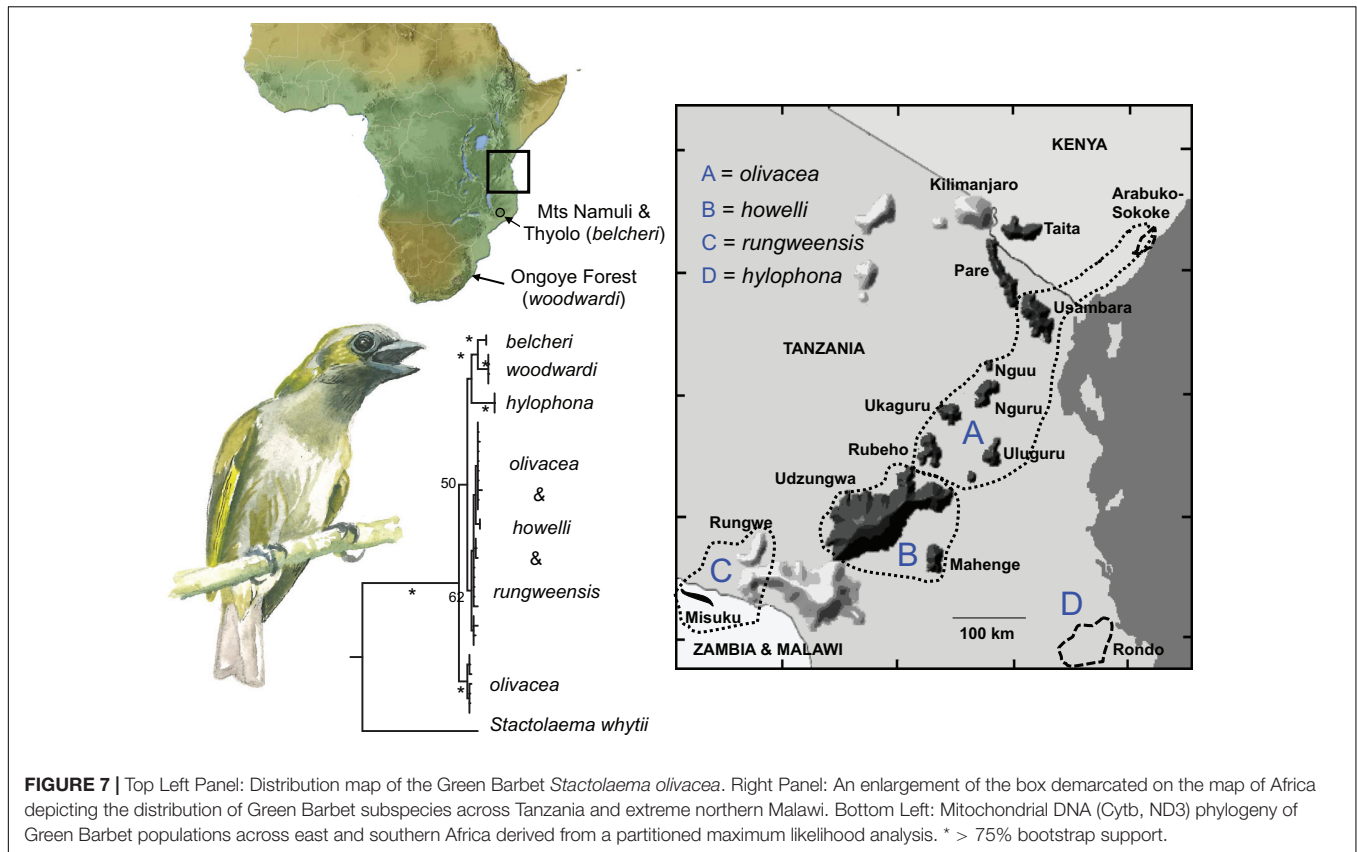 Mts Namuli &
Thyolo (belcheri)
Ongoye Forest
(woodwardi)
*
belcheri
*
*
woodwardi
*
hylophona
olivacea
50
&
howelli
&
rungweensis
*
62
*
olivacea
Stactolaema whytii
A = olivacea
B = howelli
C = rungweensis
D = hylophona
KENYA
Kilimanjaro
Arabuko-
Sokoke
Taita
Pare
Usambara
TANZANIA
Nguu
Ukaguru
Nguru
A
Rubeho
Uluguru
Udzungwa
Rungwe
C
B
Mahenge
D
Misuku
100 km
ZAMBIA & MALAWI
Rondo
FIGURE 7 | Top Left Panel: Distribution map of the Green Barbet Stactolaema olivacea. Right Panel: An enlargement of the box demarcated on the map of Africa
depicting the distribution of Green Barbet subspecies across Tanzania and extreme northern Malawi. Bottom Left: Mitochondrial DNA (Cytb, ND3) phylogeny of
Green Barbet populations across east and southern Africa derived from a partitioned maximum likelihood analysis. * > 75% bootstrap support.